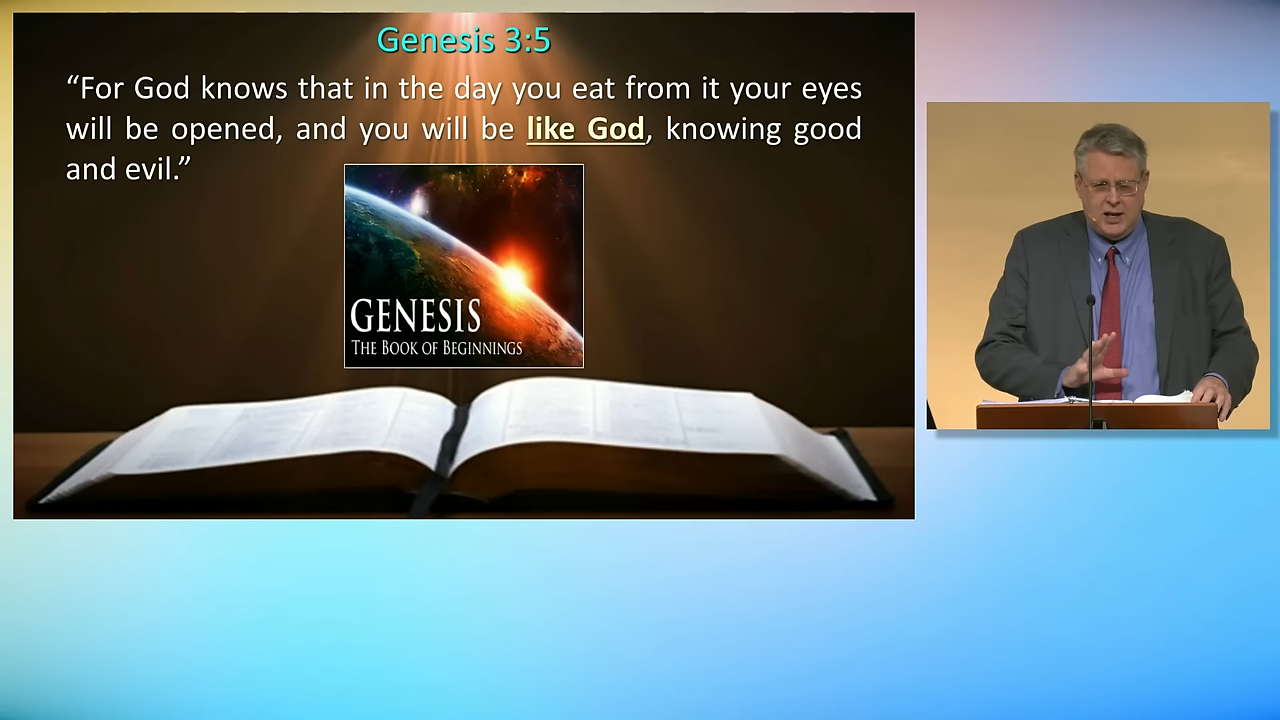 Genesis 3:5
“For God knows that in the day you eat from it your eyes
will be opened, and you will be like God, knowing good
and evil.”
GENESIS
THE BOOK OF BEGINNINGS